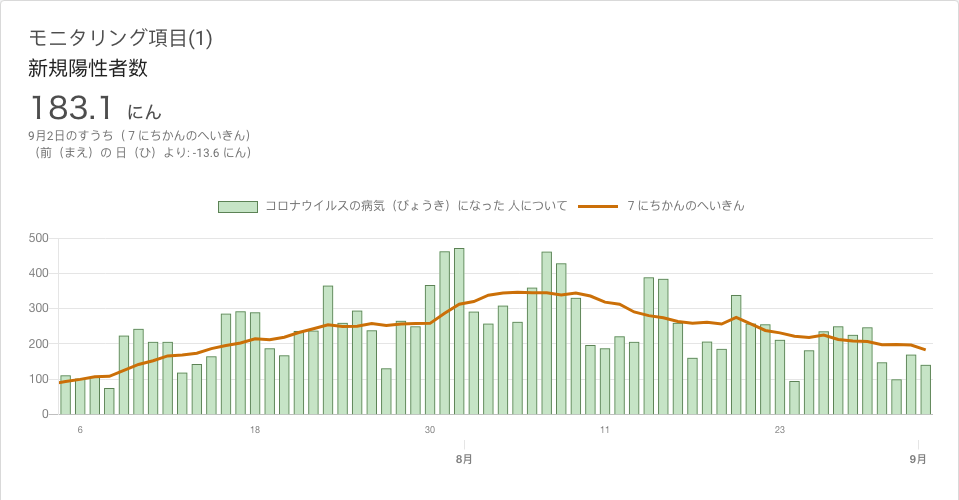 モニタリング項目(1)
新規陽性者数
183.1 にん
9月2日のすうち（７にちかんのへいきん）
（前（まえ）の 日（ひ）より: -13.6 にん）
コロナウイルスの病気（びょうき）になった 人について ７にちかんのへいきん
500
400
300
200
100
0
6 18 30 11 23
8月 9月